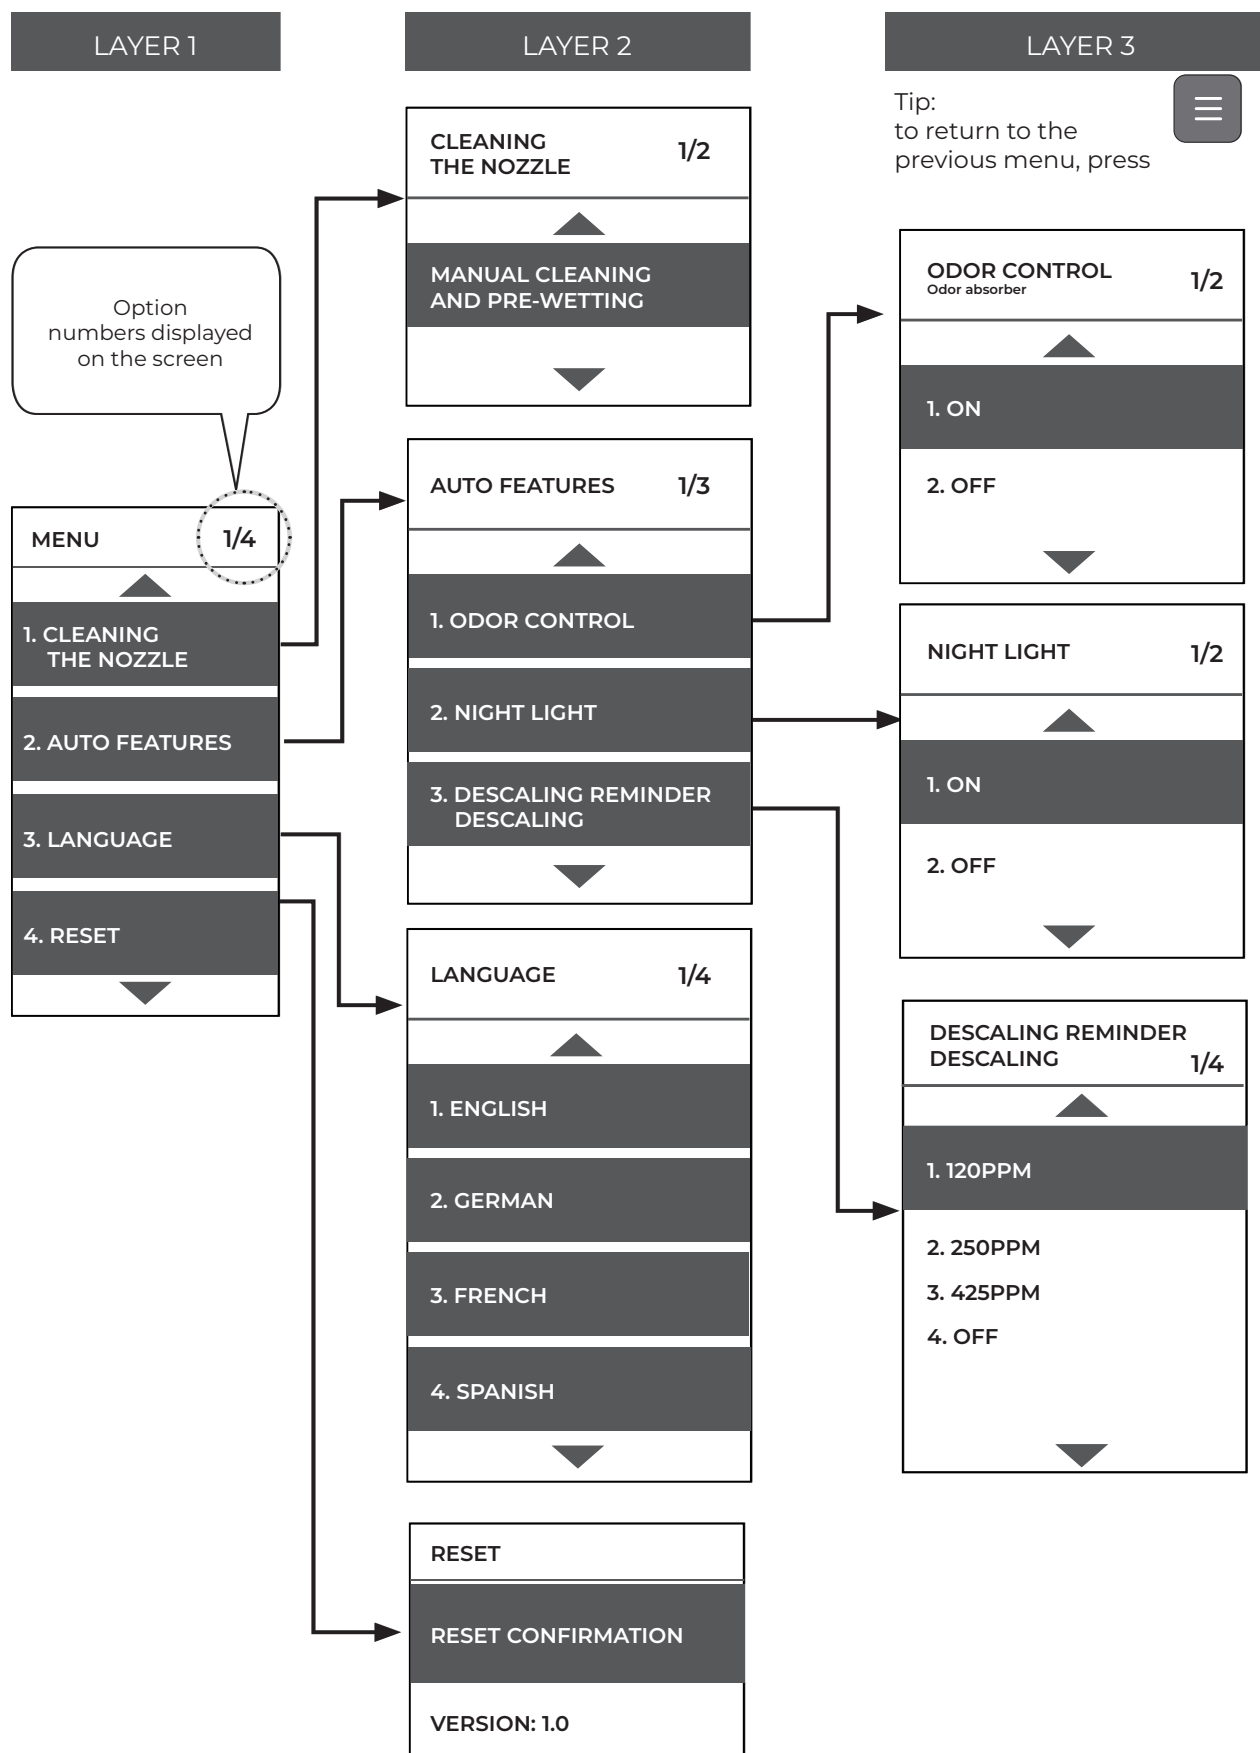 LAYER 1
LAYER 2
LAYER 3
Tip:
to return to the
previous menu, press
Option
numbers displayed
on the screen
MENU 1/4
1. CLEANING
THE NOZZLE
2. AUTO FEATURES
3. LANGUAGE
4. RESET
CLEANING
THE NOZZLE 1/2
MANUAL CLEANING
AND PRE-WETTING
AUTO FEATURES 1/3
1. ODOR CONTROL
2. NIGHT LIGHT
3. DESCALING REMINDER
DESCALING
LANGUAGE 1/4
1. ENGLISH
2. GERMAN
3. FRENCH
4. SPANISH
RESET
RESET CONFIRMATION
VERSION: 1.0
ODOR CONTROL 1/2
Odor absorber
1. ON
2. OFF
NIGHT LIGHT 1/2
1. ON
2. OFF
DESCALING REMINDER
DESCALING 1/4
1. 120PPM
2. 250PPM
3. 425PPM
4. OFF